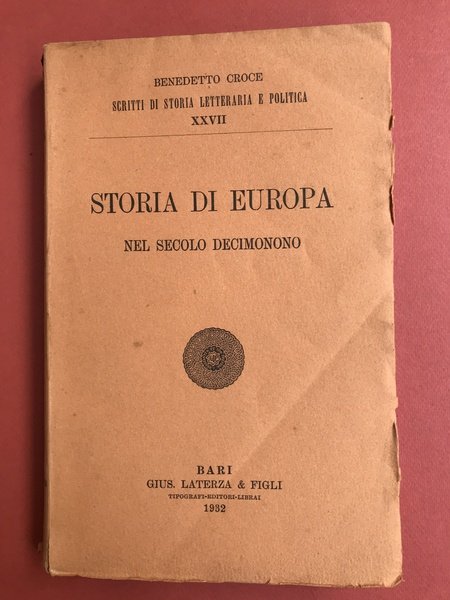 BENEDETTO CROCE
SCRITTI DI STORIA LETTERARIA E POLITICA
XXVII
STORIA DI EUROPA
NEL SECOLO DECIMONONO
BARI
GIUS. LATERZA & FIGLI
TIPOGRAFI-EDITORI-LIBRAI
1932